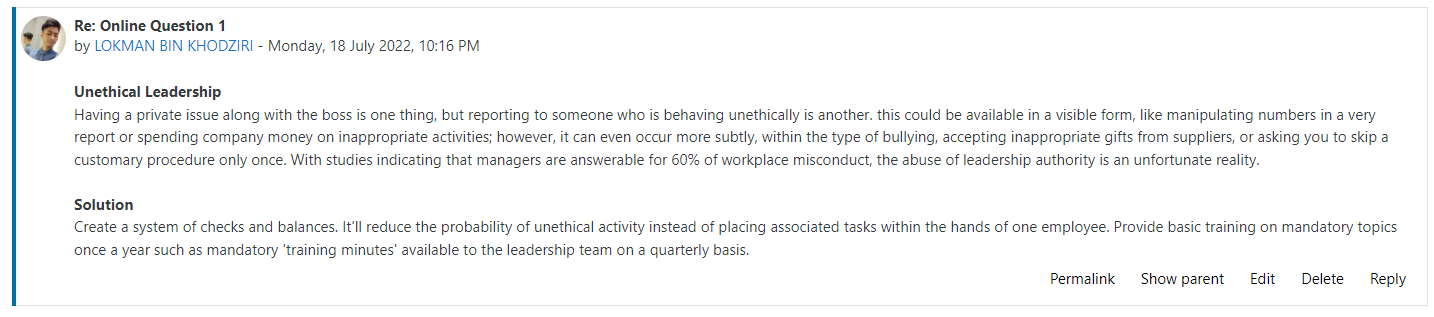 Re: Online Question 1
by LOKMAN BIN KHODZIRI - Monday, 18 July 2022, 10:16 PM
Unethical Leadership
Having a private issue along with the boss is one thing, but reporting to someone who is behaving unethically is another. this could be available in a visible form, like manipulating numbers in a very
report or spending company money on inappropriate activities; however, it can even occur more subtly, within the type of bullying, accepting inappropriate gifts from suppliers, or asking you to skip a
customary procedure only once. With studies indicating that managers are answerable for 60% of workplace misconduct, the abuse of leadership authority is an unfortunate reality.
Solution
Create a system of checks and balances. It'll reduce the probability of unethical activity instead of placing associated tasks within the hands of one employee. Provide basic training on mandatory topics
once a year such as mandatory 'training minutes' available to the leadership team on a quarterly basis.
Permalink Show parent Edit Delete Reply